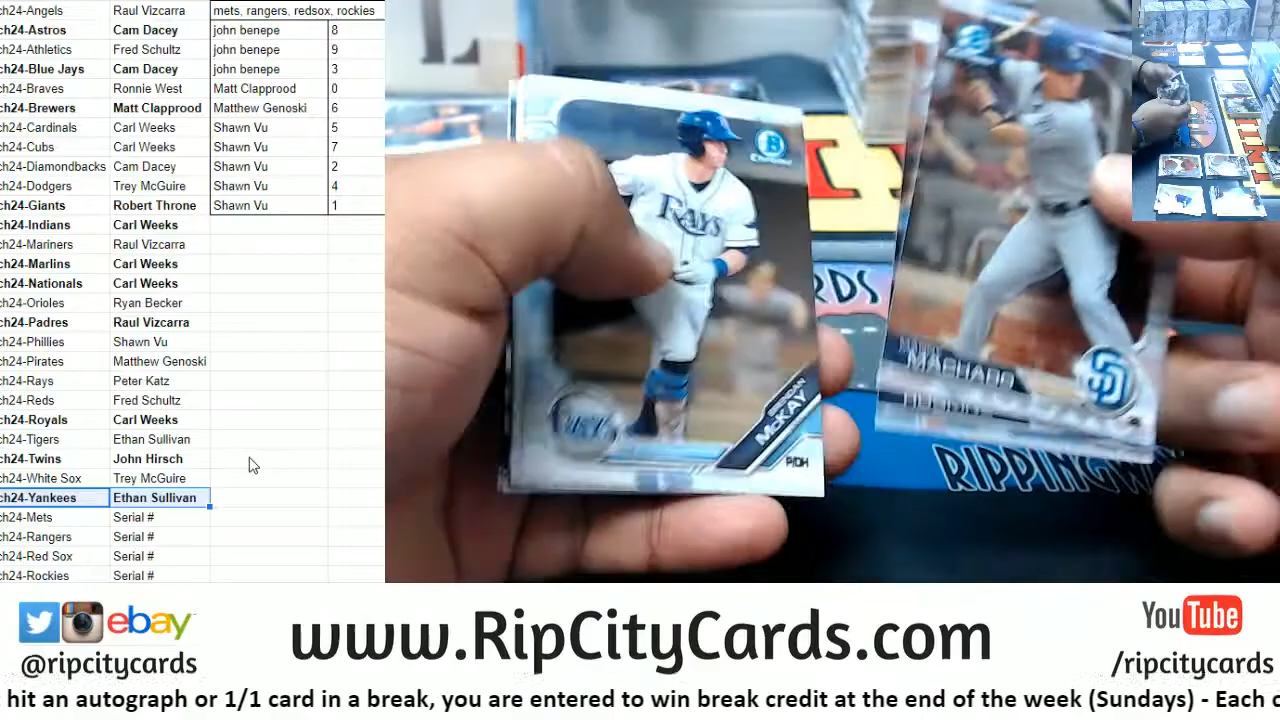 ch24-Angels Raul Vizcarra mets, rangers, redsox, rockies
ch24-Astros Cam Dacey john benepe 8
ch24-Athletics Fred Schultz john benepe 9
ch24-Blue Jays Cam Dacey john benepe 3
ch24-Braves Ronnie West Matt Clapprood 0
ch24-Brewers Matt Clapprood Matthew Genoski 6
ch24-Cardinals Carl Weeks Shawn Vu 5
ch24-Cubs Carl Weeks Shawn Vu 7
ch24-Diamondbacks Cam Dacey Shawn Vu 2
ch24-Dodgers Trey McGuire Shawn Vu 4
ch24-Giants Robert Throne Shawn Vu 1
ch24-Indians Carl Weeks
ch24-Mariners Raul Vizcarra
ch24-Marlins Carl Weeks
ch24-Nationals Carl Weeks
ch24-Orioles Ryan Becker
ch24-Padres Raul Vizcarra
ch24-Phillies Shawn Vu
ch24-Pirates Matthew Genoski
ch24-Rays Peter Katz
ch24-Reds Fred Schultz
ch24-Royals Carl Weeks
ch24-Tigers Ethan Sullivan
ch24-Twins John Hirsch
ch24-White Sox Trey McGuire
ch24-Yankees Ethan Sullivan
ch24-Mets Serial #
ch24-Rangers Serial #
ch24-Red Sox Serial #
ch24-Rockies Serial #
RAYS
BRENDAN
McKAY
P/DH
MACHADO
SD
RDS
RIPPINGW
ebay
@ripcitycards
www.RipCityCards.com
YouTube
/ripcitycards
hit an autograph or 1/1 card in a break, you are entered to win break credit at the end of the week (Sundays) - Each